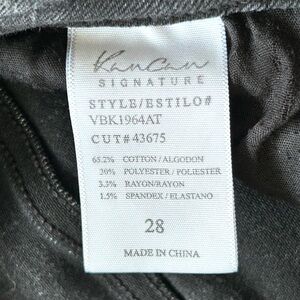 KanCan
SIGNATURE
STYLE/ESTILO#
VBK1964AT
CUT# 43675
65.2% COTTON / ALGODON
30% POLYESTER / POLIESTER
3.3% RAYON/RAYON
1.5% SPANDEX / ELASTANO
28
MADE IN CHINA